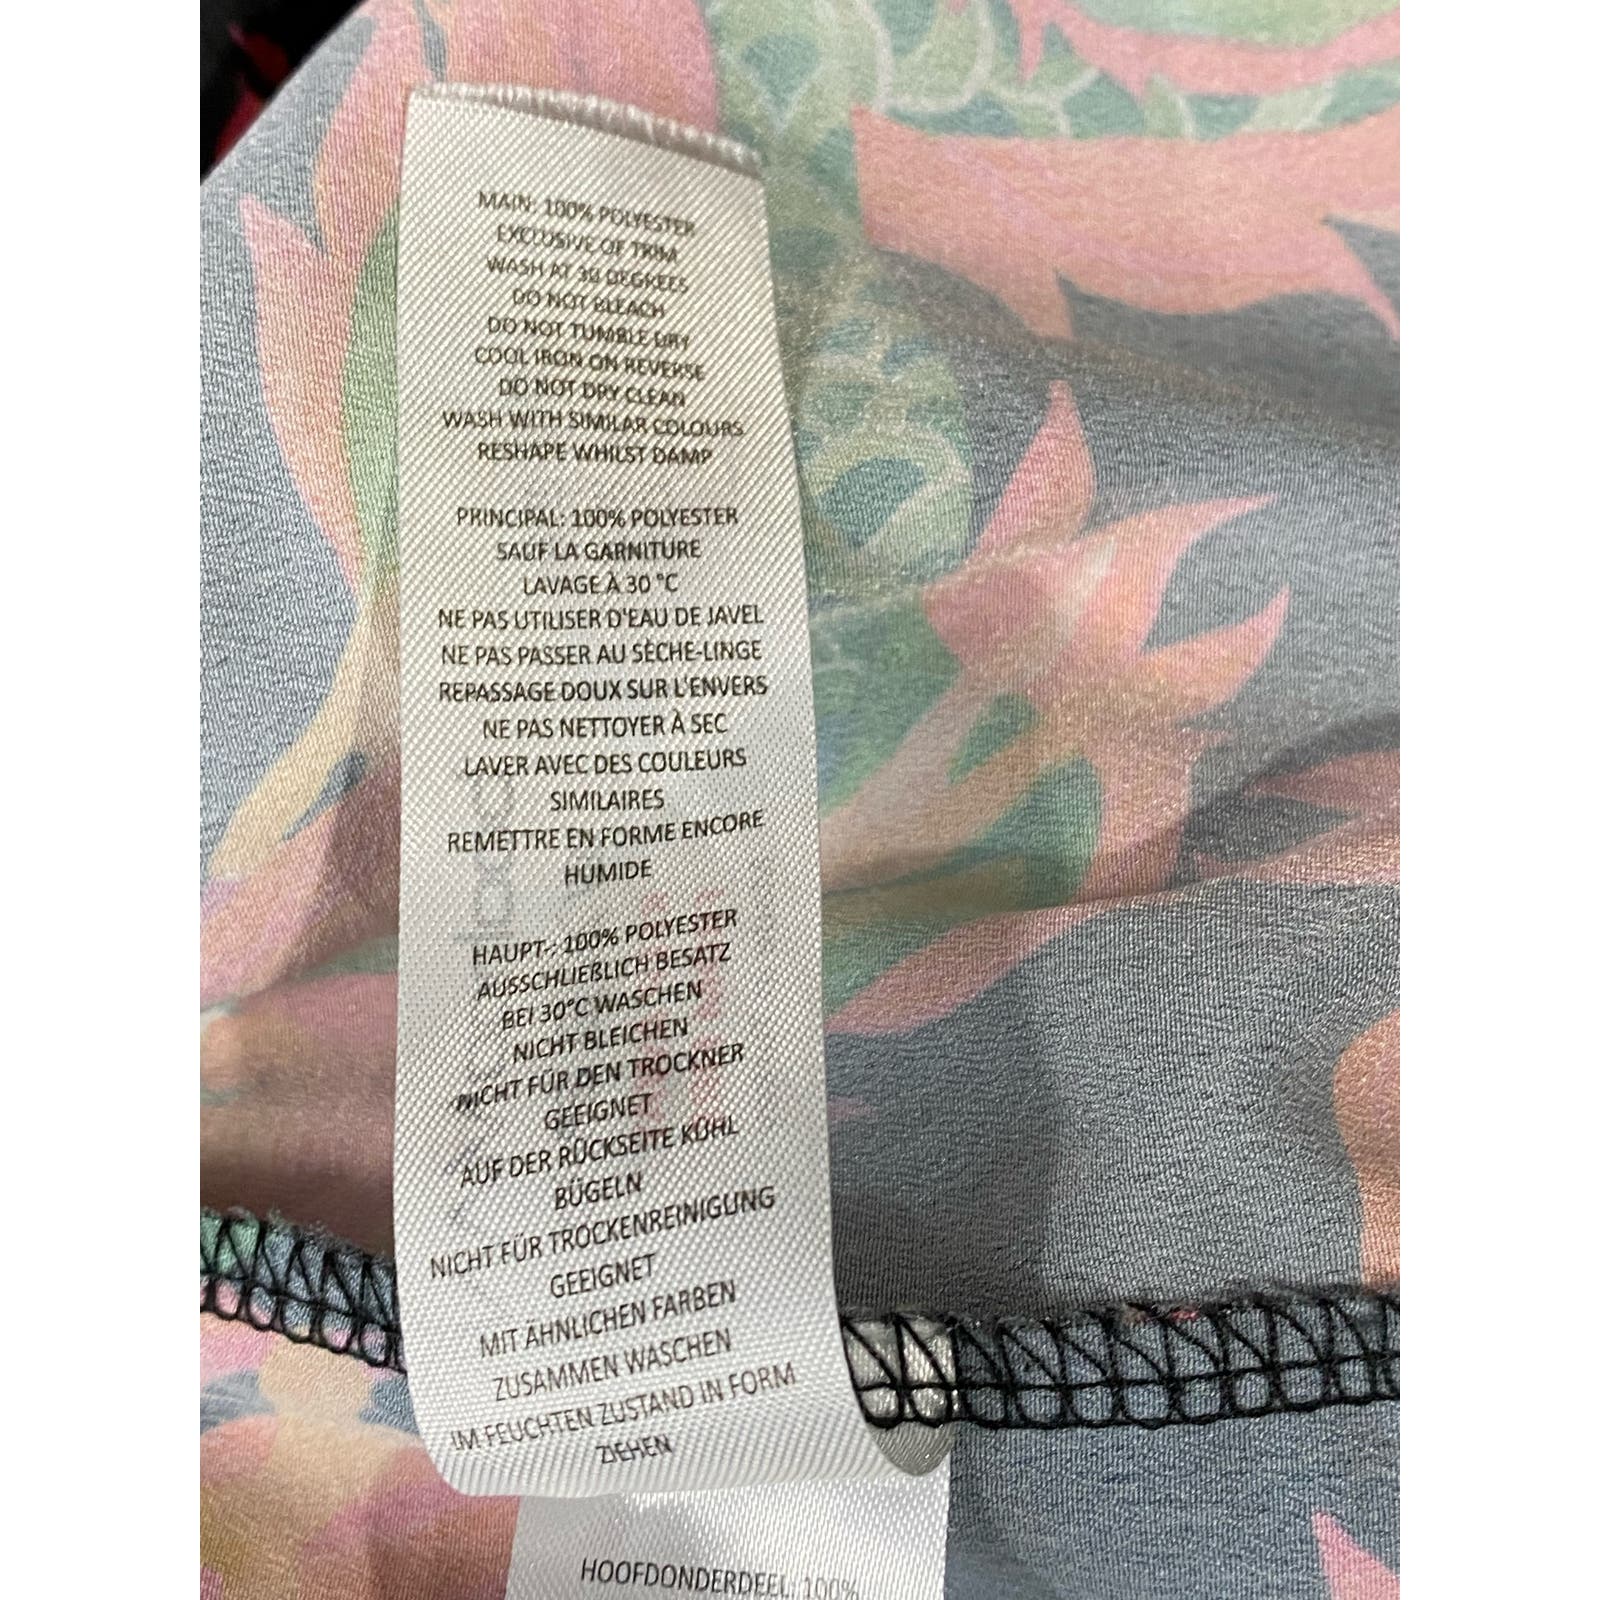 MAIN: 100% POLYESTER
EXCLUSIVE OF TRIM
WASH AT 30 DEGREES
DO NOT BLEACH
DO NOT TUMBLE DRY
COOL IRON ON REVERSE
DO NOT DRY CLEAN
WASH WITH SIMILAR COLOURS
RESHAPE WHILST DAMP
PRINCIPAL: 100% POLYESTER
SAUF LA GARNITURE
LAVAGE À 30 °C
NE PAS UTILISER D'EAU DE JAVEL
NE PAS PASSER AU SÈCHE-LINGE
REPASSAGE DOUX SUR L'ENVERS
NE PAS NETTOYER À SEC
LAVER AVEC DES COULEURS
SIMILAIRES
REMETTRE EN FORME ENCORE
HUMIDE
HAUPT-: 100% POLYESTER
AUSSCHLIEßLICH BESATZ
BEI 30°C WASCHEN
NICHT BLEICHEN
NICHT FÜR DEN TROCKNER
GEEIGNET
AUF DER RÜCKSEITE KÜHL
BÜGELN
NICHT FÜR TROCKENREINIGUNG
GEEIGNET
MIT ÄHNLICHEN FARBEN
ZUSAMMEN WASCHEN
IM FEUCHTEN ZUSTAND IN FORM
ZIEHEN
HOOFDONDERDEEL: 100%